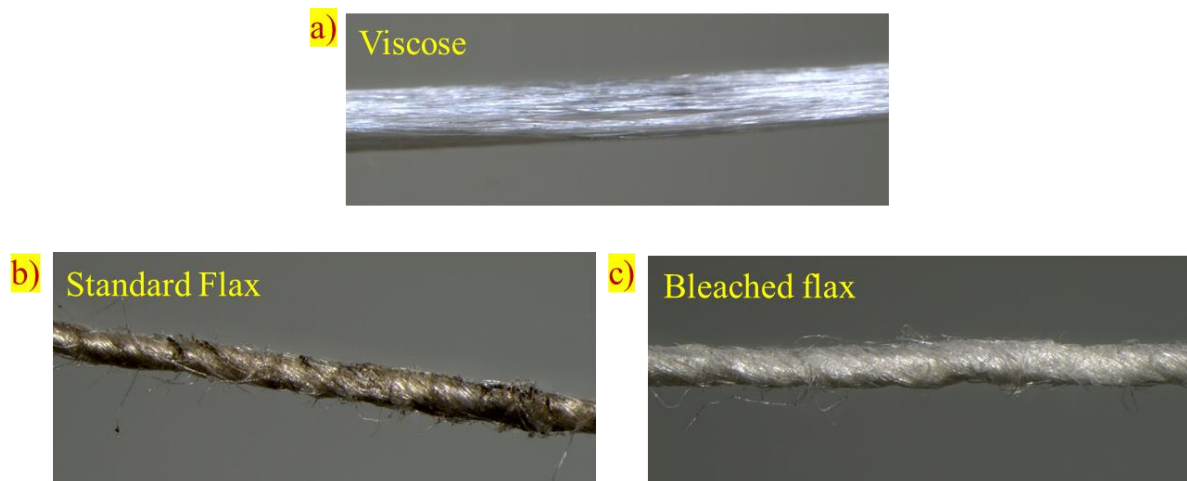 a)
Viscose
b)
Standard Flax
c)
Bleached flax